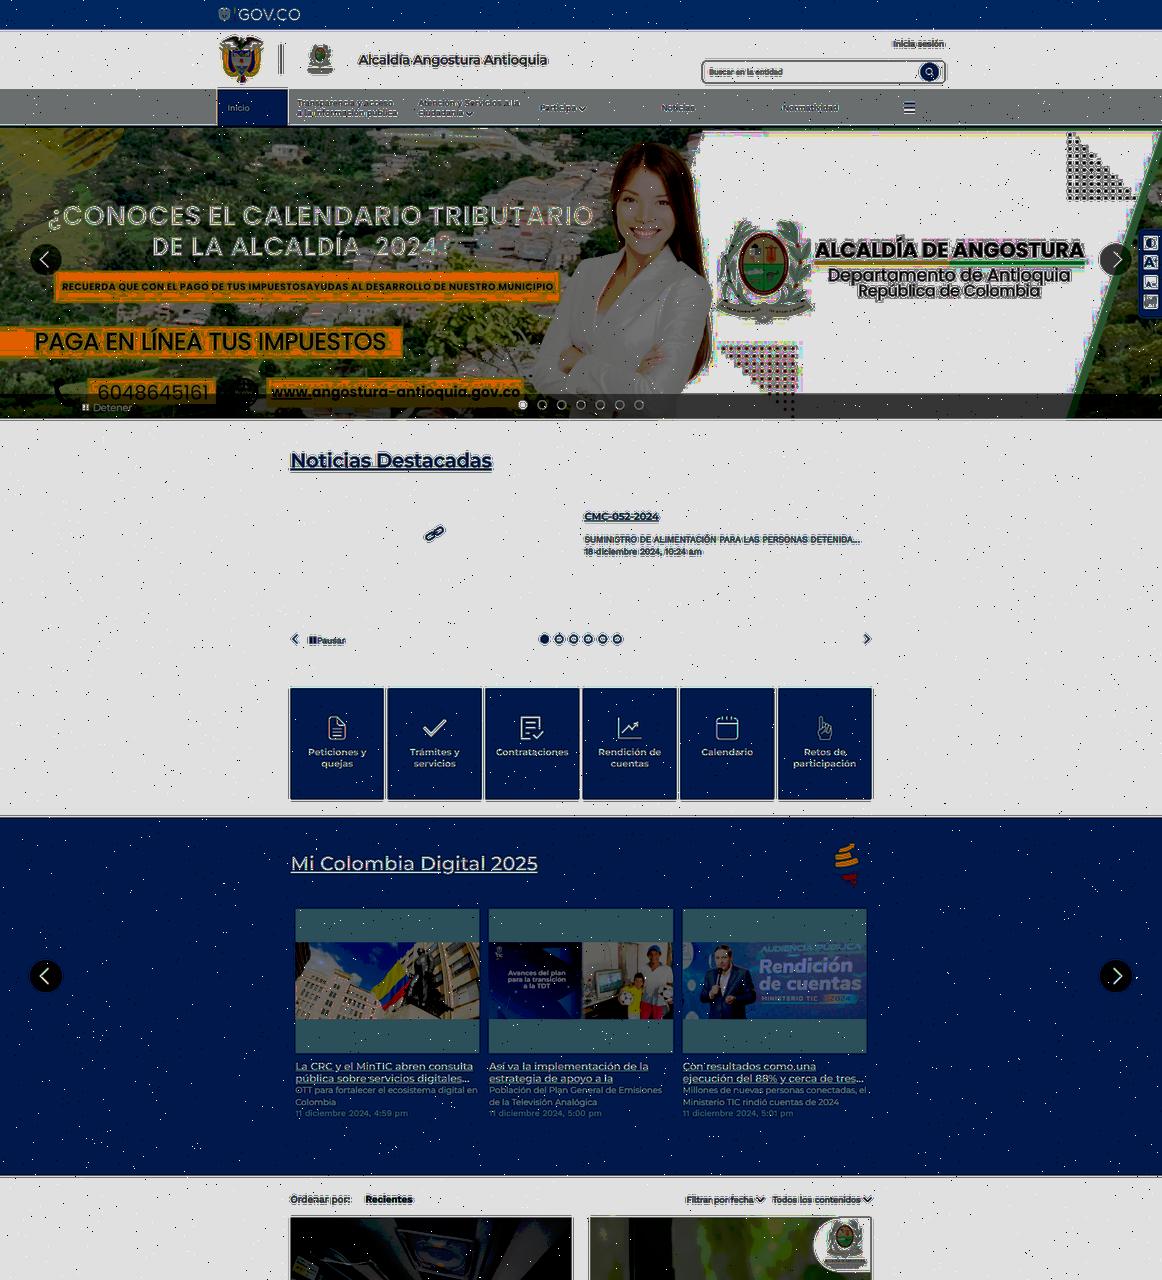 GOV.CO
Inicia sesión
Alcaldía Angostura Antioquia
Buscar en la entidad
Inicio
Transparencia y acceso
a la información pública
Atención y Servicios a la
Ciudadanía
Participa
Noticias
Normatividad
¿CONOCES EL CALENDARIO TRIBUTARIO
DE LA ALCALDÍA 2024?
RECUERDA QUE CON EL PAGO DE TUS IMPUESTOSAYUDAS AL DESARROLLO DE NUESTRO MUNICIPIO
PAGA EN LÍNEA TUS IMPUESTOS
6048645161
www.angostura-antioquia.gov.co
ALCALDÍA DE ANGOSTURA
Departamento de Antioquia
República de Colombia
Detener
Noticias Destacadas
CMC-052-2024
SUMINISTRO DE ALIMENTACIÓN PARA LAS PERSONAS DETENIDA...
18 diciembre 2024, 10:24 am
Pausar
Peticiones y
quejas
Trámites y
servicios
Contrataciones
Rendición de
cuentas
Calendario
Retos de
participación
Mi Colombia Digital 2025
Avances del plan
para la transición
a la TDT
AUDIENCIA PÚBLICA
Rendición
de cuentas
MINISTERIO TIC 2024
La CRC y el MinTIC abren consulta
pública sobre servicios digitales...
OTT para fortalecer el ecosistema digital en
Colombia
11 diciembre 2024, 4:59 pm
Así va la implementación de la
estrategia de apoyo a la
Población del Plan General de Emisiones
de la Televisión Analógica
11 diciembre 2024, 5:00 pm
Con resultados como una
ejecución del 88% y cerca de tres...
Millones de nuevas personas conectadas, el
Ministerio TIC rindió cuentas de 2024
11 diciembre 2024, 5:01 pm
Ordenar por: Recientes
Filtrar por fecha
Todos los contenidos